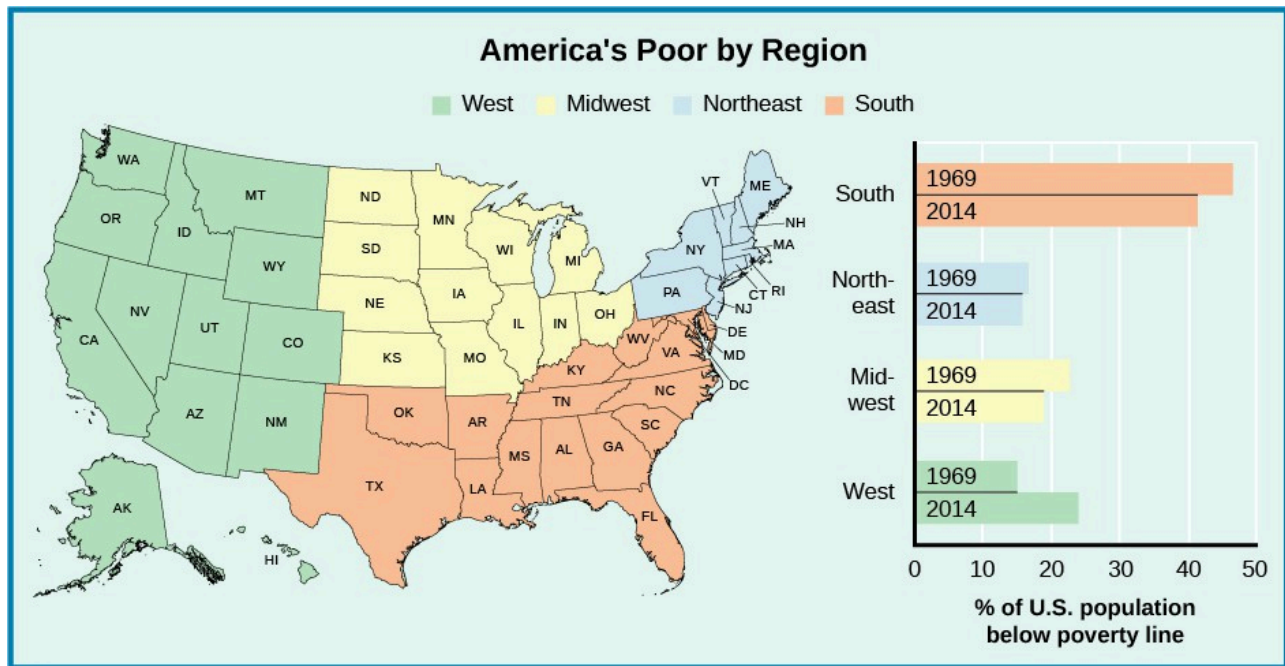 America's Poor by Region
West Midwest Northeast South
WA
MT
ND
MN
VT
ME
OR
ID
SD
WI
MI
NY
NH
MA
WY
RI
CT
NE
IA
PA
NJ
NV
UT
CO
IL
IN
OH
DE
CA
KS
MO
WV
VA
MD
KY
DC
AZ
NM
OK
AR
TN
NC
SC
MS
AL
GA
TX
LA
FL
AK
HI
South
1969
2014
North-
east
1969
2014
Mid-
west
1969
2014
West
1969
2014
0 10 20 30 40 50
% of U.S. population
below poverty line